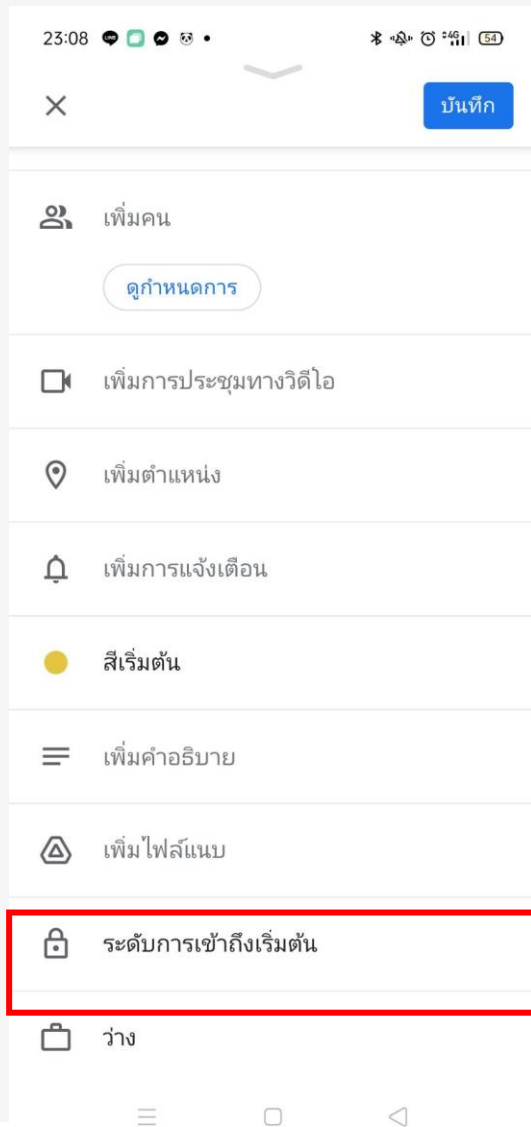 23:08
4G
54
บันทึก
เพิ่มคน
ดูกำหนดการ
เพิ่มการประชุมทางวิดีโอ
เพิ่มตำแหน่ง
เพิ่มการแจ้งเตือน
สีเริ่มต้น
เพิ่มคำอธิบาย
เพิ่มไฟล์แนบ
ระดับการเข้าถึงเริ่มต้น
ว่าง